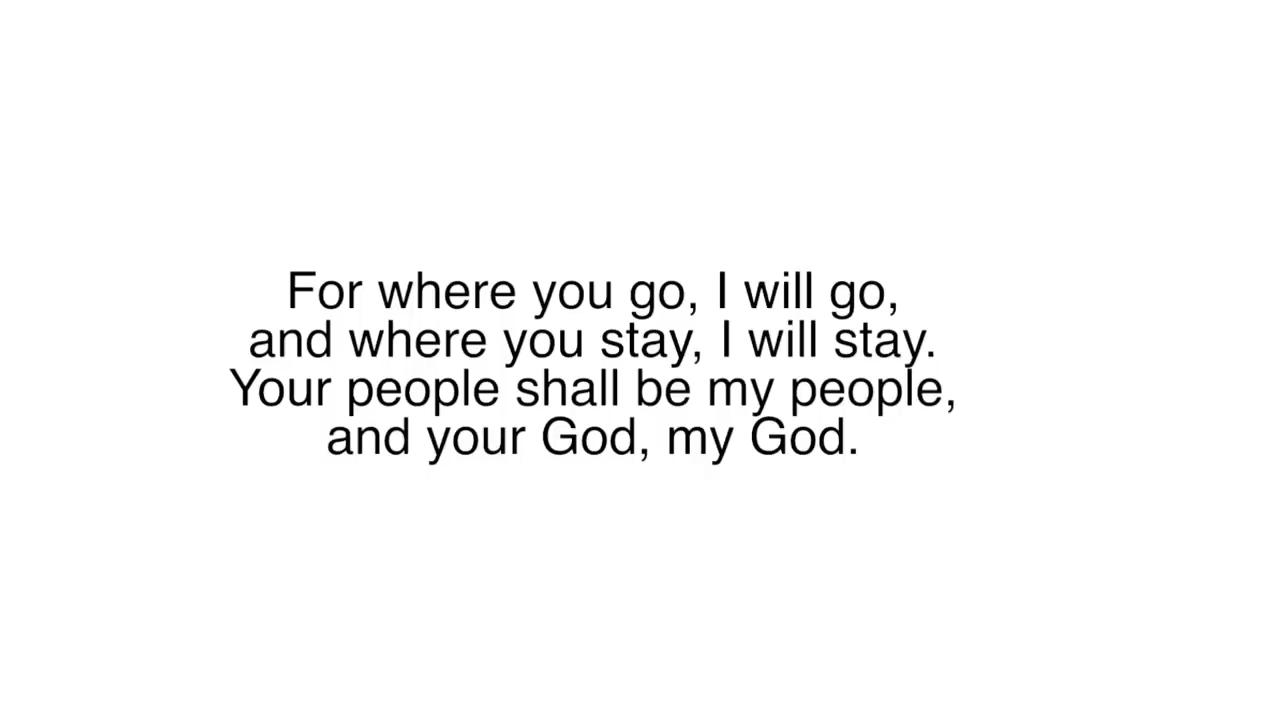 For where you go, I will go,
and where you stay, I will stay.
Your people shall be my people,
and your God, my God.